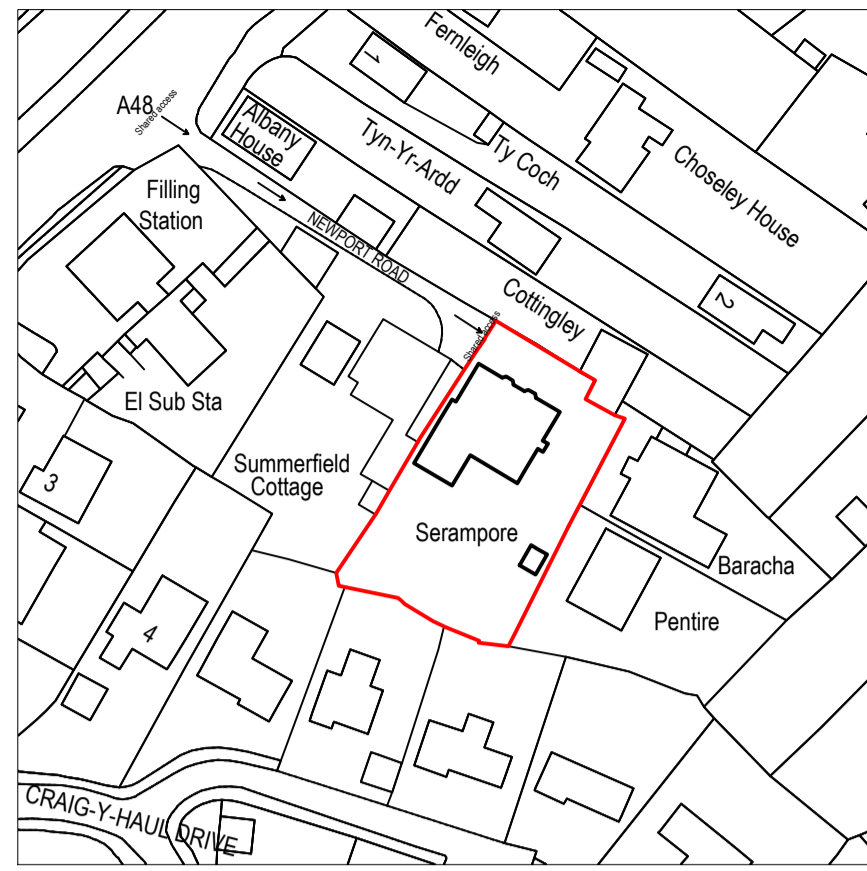 Fernleigh
1
A48
Shared access
Albany
House
Tyn-Yr-Ardd
Ty Coch
Choseley House
Filling
Station
NEWPORT ROAD
Cottingley
2
Shared access
El Sub Sta
3
Summerfield
Cottage
Serampore
Baracha
Pentire
4
CRAIG-Y-HAUL DRIVE